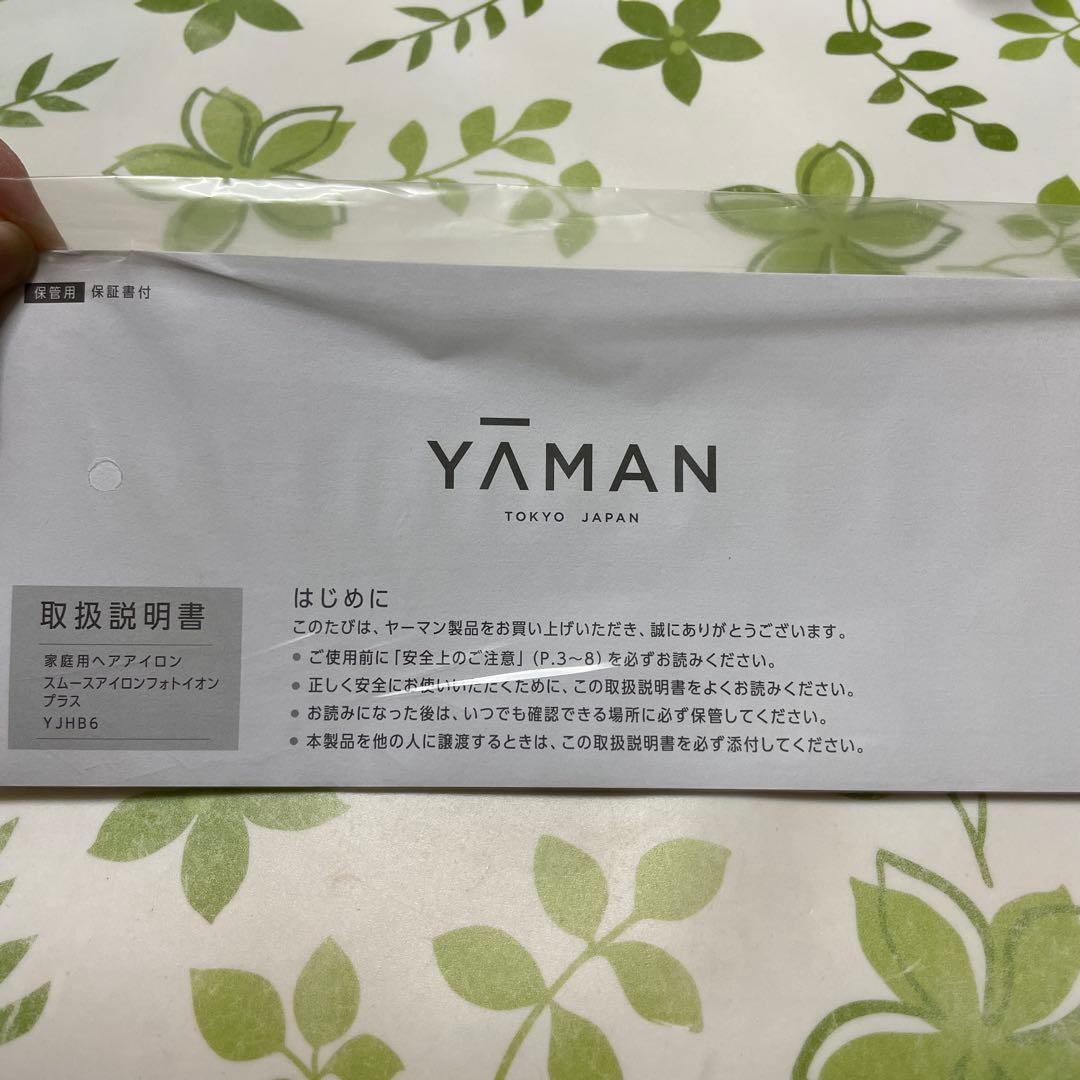 保管用 保証書付
YĀMAN
TOKYO JAPAN
取扱説明書
家庭用ヘアアイロン
スムースアイロンフォトイオン
プラス
YJHB6
はじめに
このたびは、ヤーマン製品をお買い上げいただき、誠にありがとうございます。
● ご使用前に「安全上のご注意」（P.3〜8）を必ずお読みください。
● 正しく安全にお使いいただくために、この取扱説明書をよくお読みください。
● お読みになった後は、いつでも確認できる場所に必ず保管してください。
● 本製品を他の人に譲渡するときは、この取扱説明書を必ず添付してください。